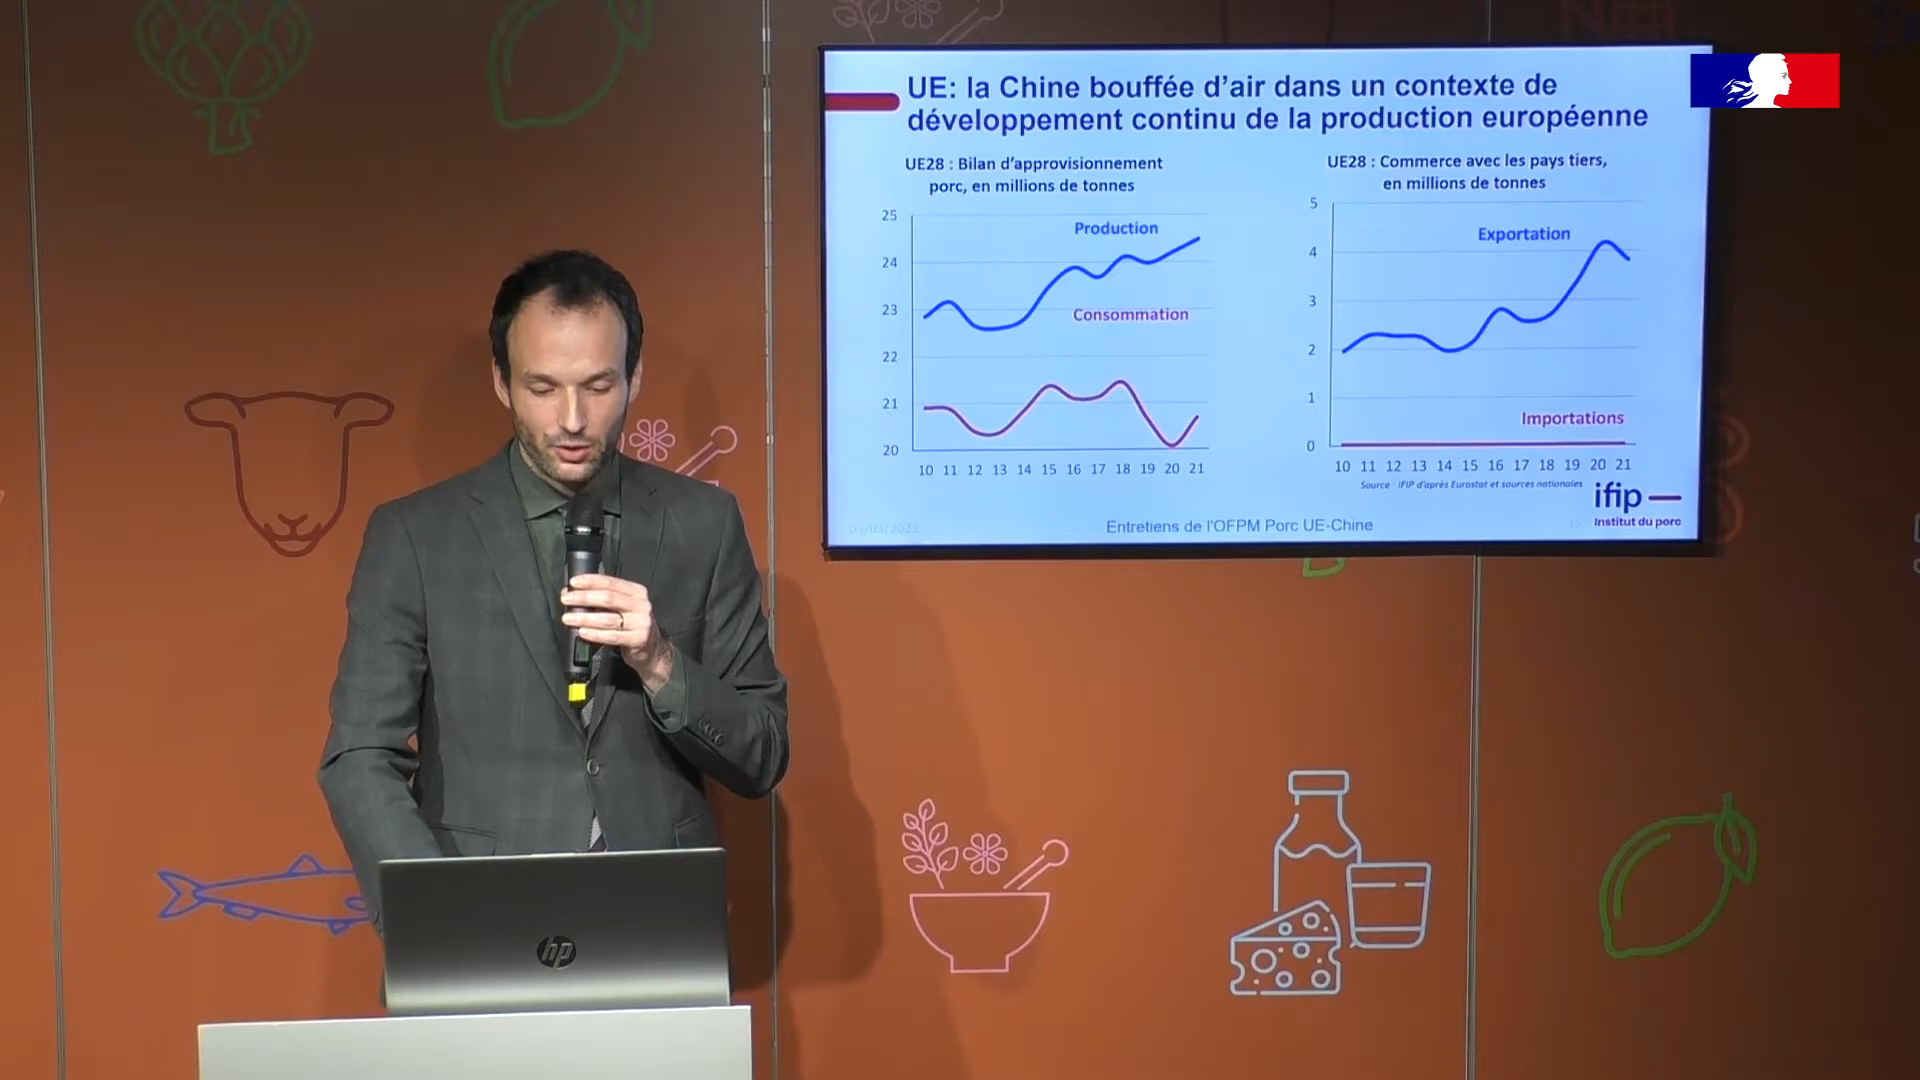 UE: la Chine bouffée d'air dans un contexte de
développement continu de la production européenne
UE28 : Bilan d'approvisionnement
porc, en millions de tonnes
25
24
23
22
21
20
Production
Consommation
10 11 12 13 14 15 16 17 18 19 20 21
UE28 : Commerce avec les pays tiers,
en millions de tonnes
5
4
3
2
1
0
Exportation
Importations
10 11 12 13 14 15 16 17 18 19 20 21
Source : IFIP d'après Eurostat et sources nationales
ifip
Institut du porc
Entretiens de l'OFPM Porc UE-Chine
hp